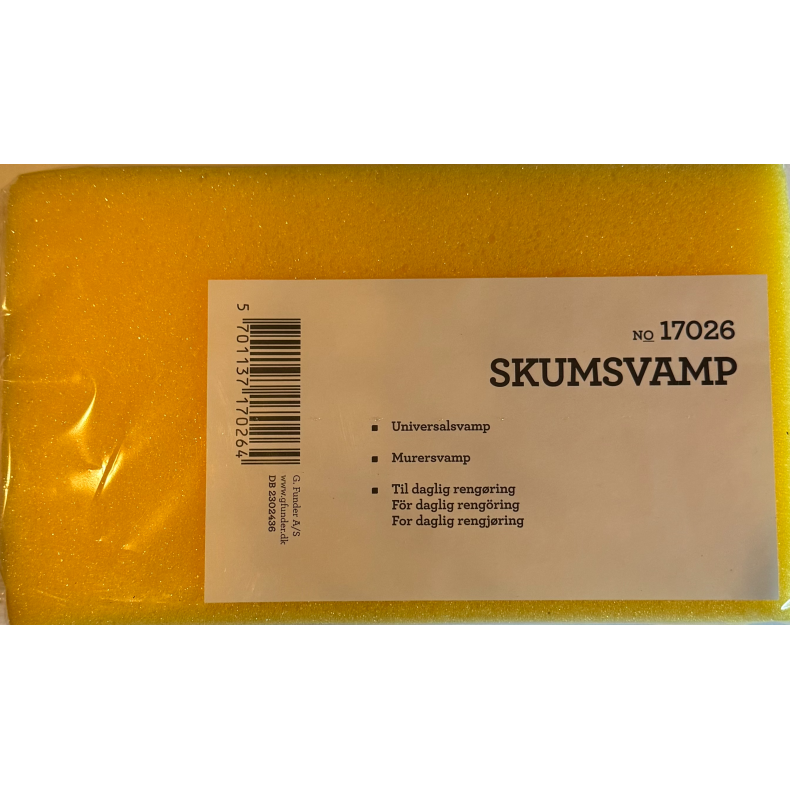 NO 17026
SKUMSVAMP
Universalsvamp
Murersvamp
Til daglig rengøring
För daglig rengöring
For daglig rengjøring
5 701137 170264
G. Funder A/S
www.gfunder.dk
DB 2302436